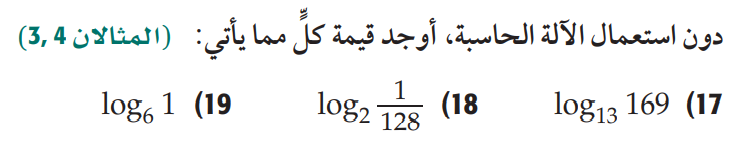 دون استعمال الآلة الحاسبة، أوجد قيمة كلٍّ مما يأتي: (المثالان 3, 4)
17) log₁₃ 169 18) log₂ 1/128 19) log₆ 1